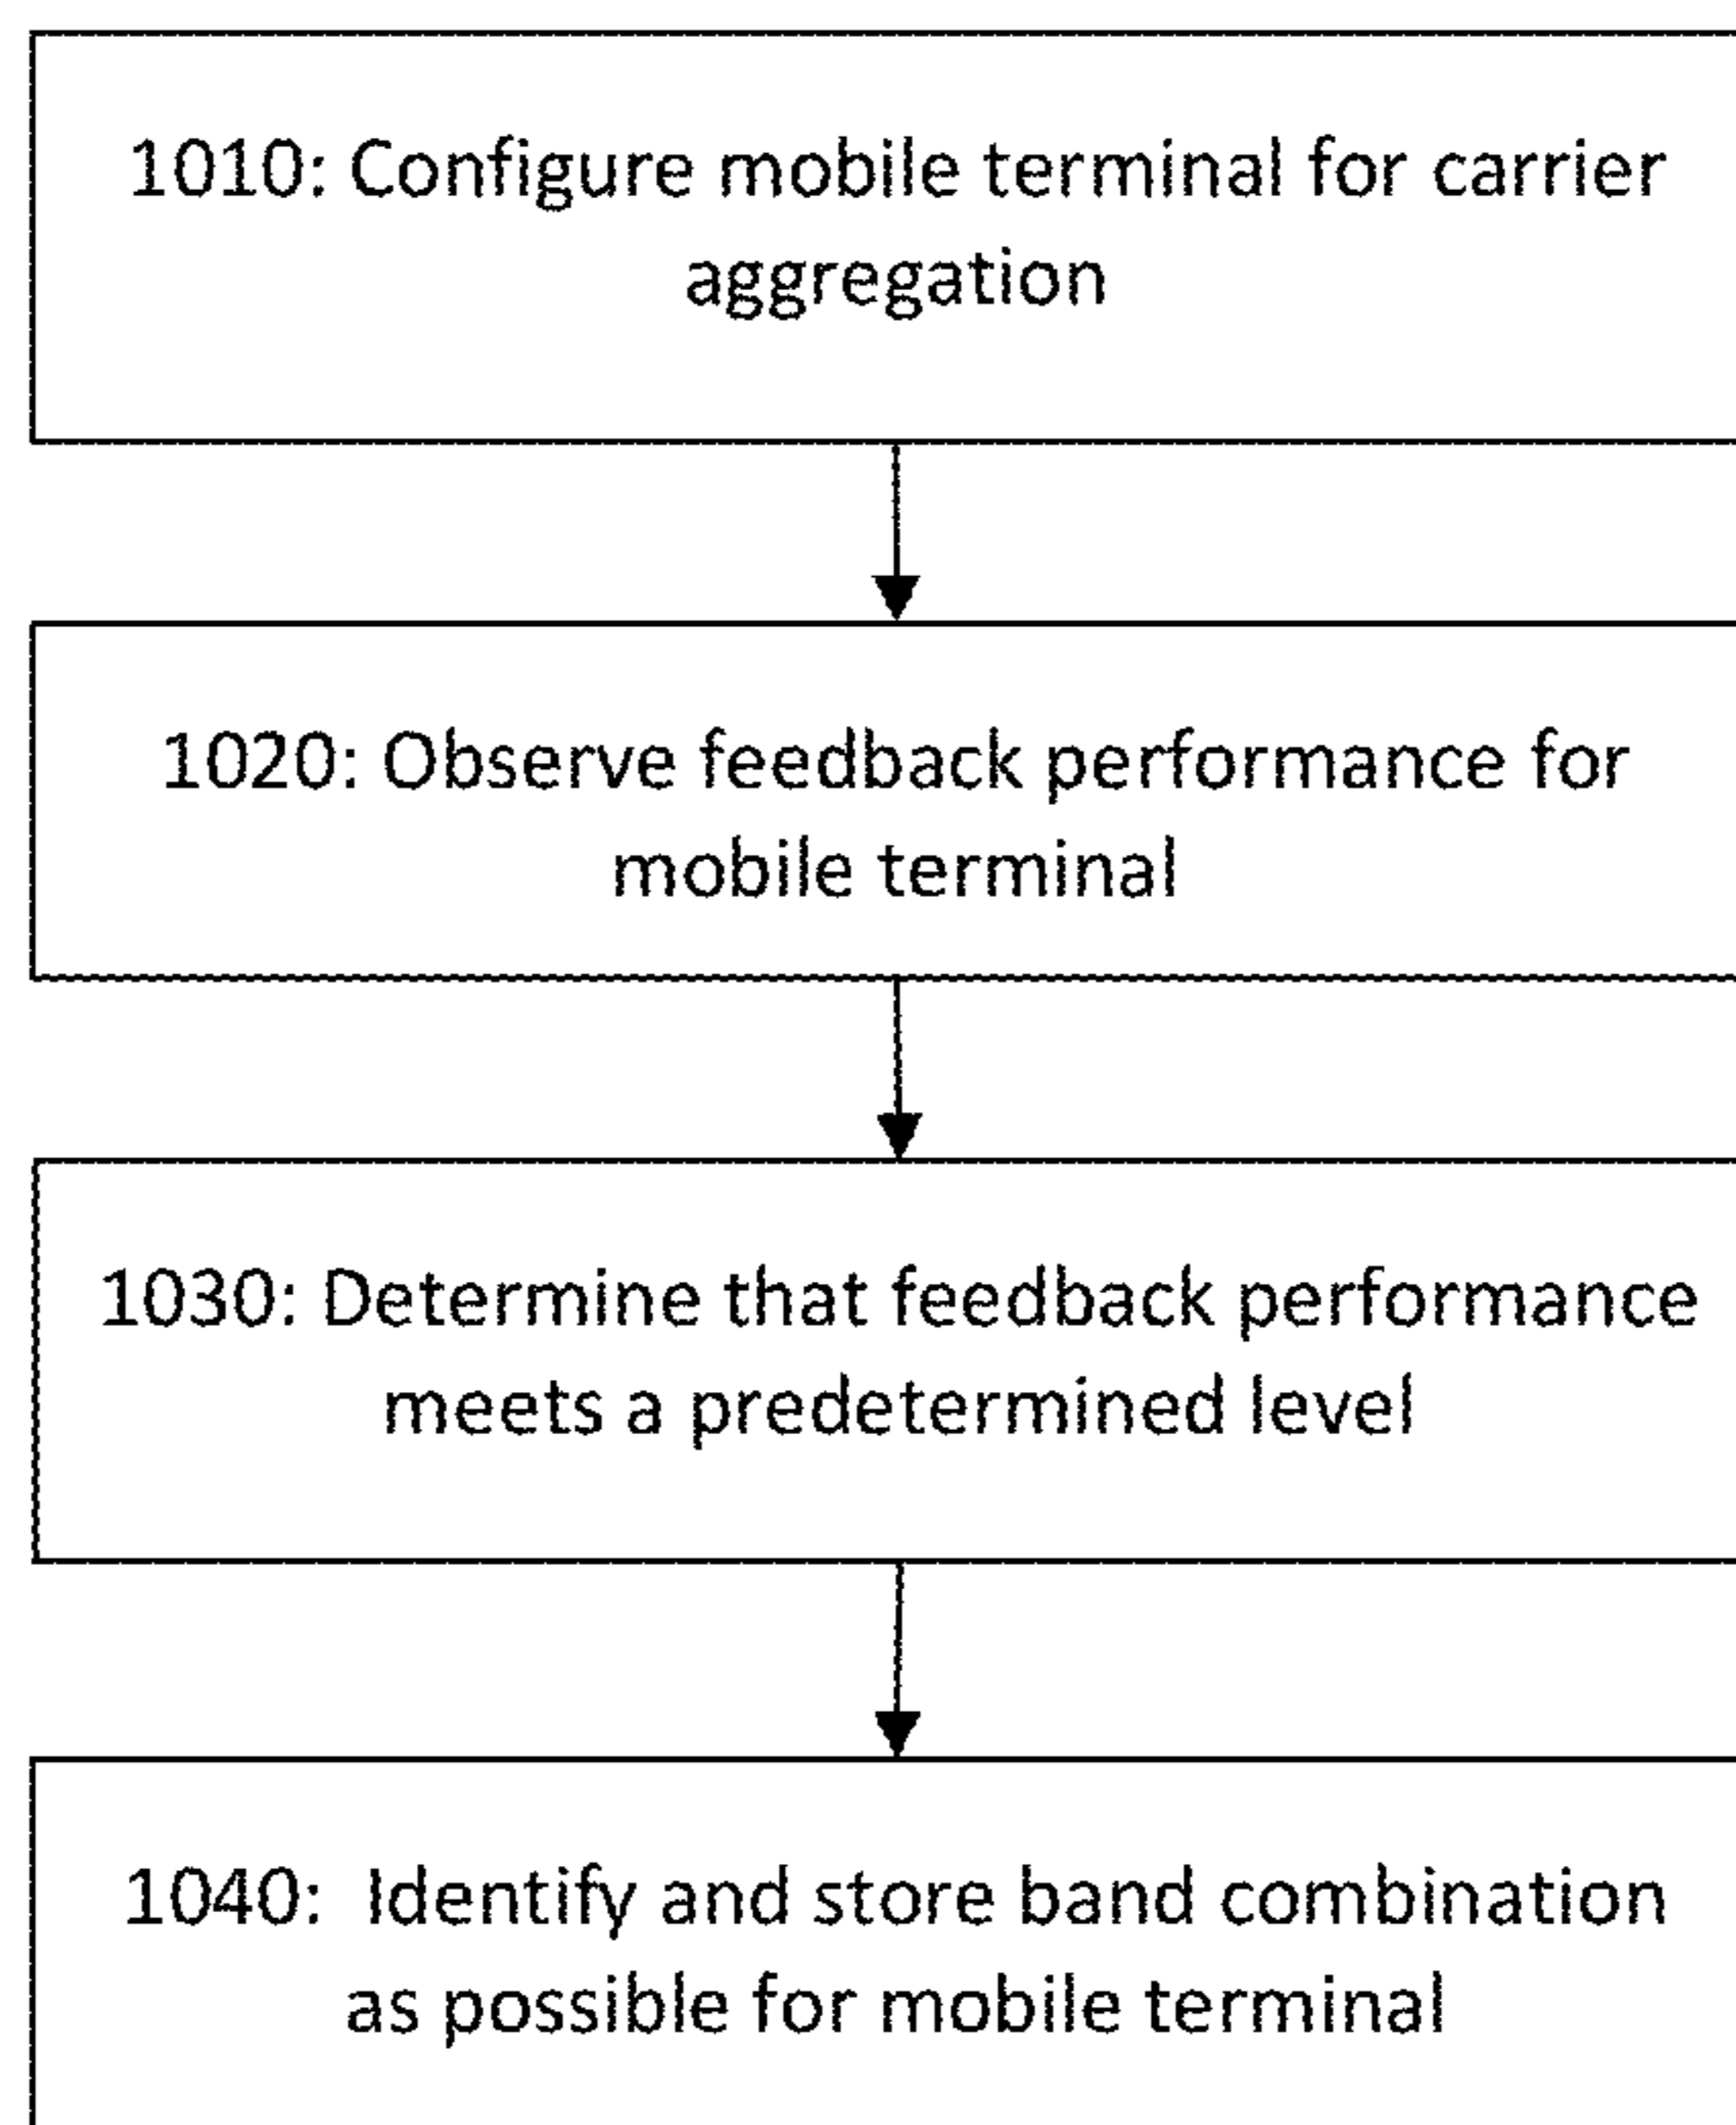 1010: Configure mobile terminal for carrier
aggregation
1020: Observe feedback performance for
mobile terminal
1030: Determine that feedback performance
meets a predetermined level
1040: Identify and store band combination
as possible for mobile terminal